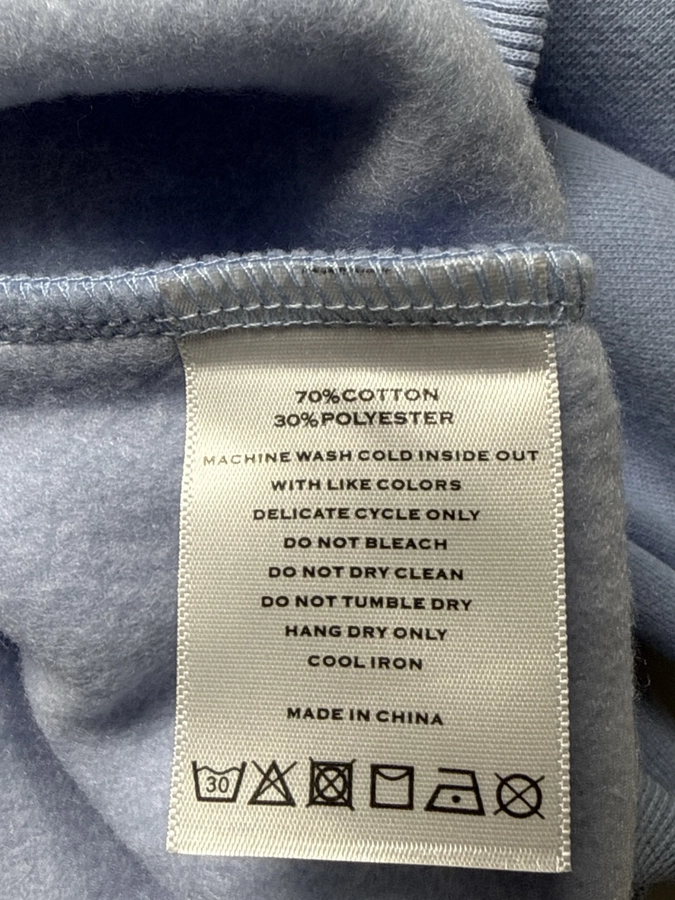 70%COTTON
30%POLYESTER
MACHINE WASH COLD INSIDE OUT
WITH LIKE COLORS
DELICATE CYCLE ONLY
DO NOT BLEACH
DO NOT DRY CLEAN
DO NOT TUMBLE DRY
HANG DRY ONLY
COOL IRON
MADE IN CHINA
30